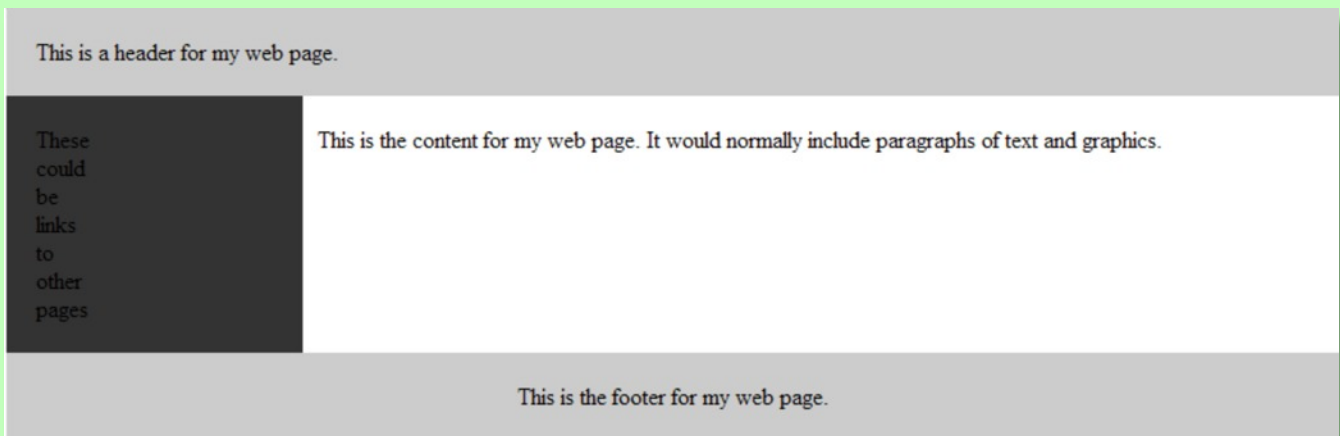 This is a header for my web page.
These
could
be
links
to
other
pages
This is the content for my web page. It would normally include paragraphs of text and graphics.
This is the footer for my web page.